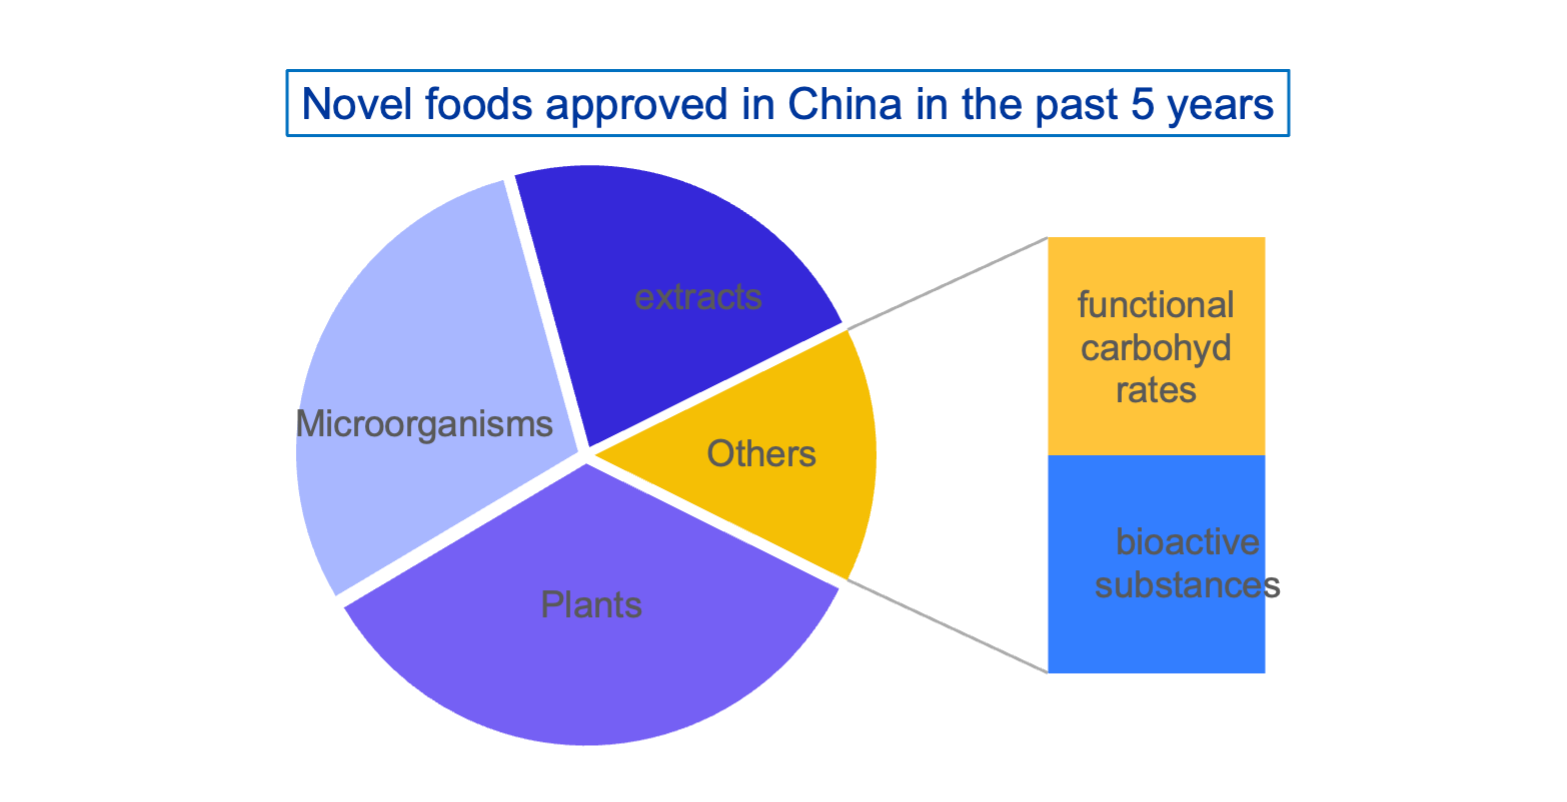 Novel foods approved in China in the past 5 years
extracts
Microorganisms
Others
Plants
functional
carbohyd
rates
bioactive
substances